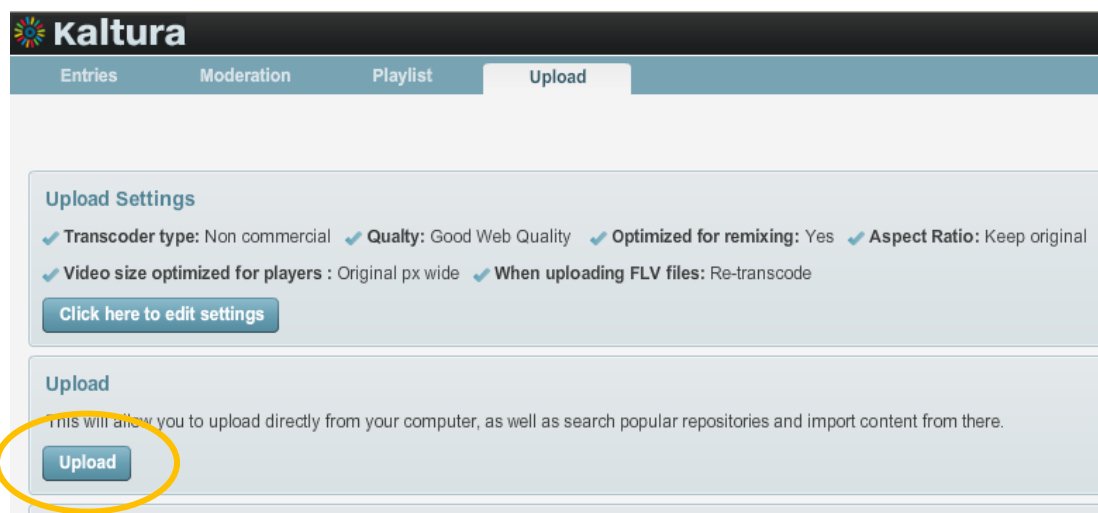 Kaltura
Entries Moderation Playlist Upload
Upload Settings
Transcoder type: Non commercial Qualty: Good Web Quality Optimized for remixing: Yes Aspect Ratio: Keep original
Video size optimized for players : Original px wide When uploading FLV files: Re-transcode
Click here to edit settings
Upload
This will allow you to upload directly from your computer, as well as search popular repositories and import content from there.
Upload